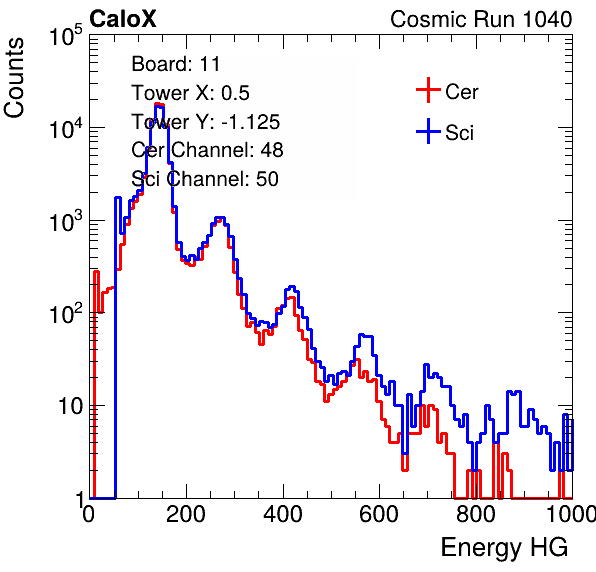 CaloX Cosmic Run 1040
Counts
10^5
10^4
10^3
10^2
10
1
Board: 11
Tower X: 0.5
Tower Y: -1.125
Cer Channel: 48
Sci Channel: 50
Cer
Sci
0 200 400 600 800 1000
Energy HG